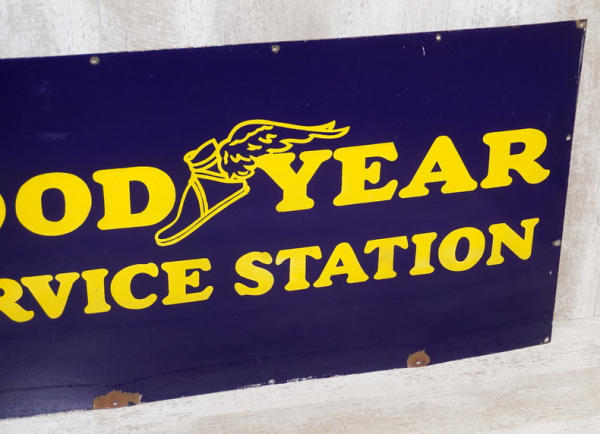 OOD YEAR
RVICE STATION